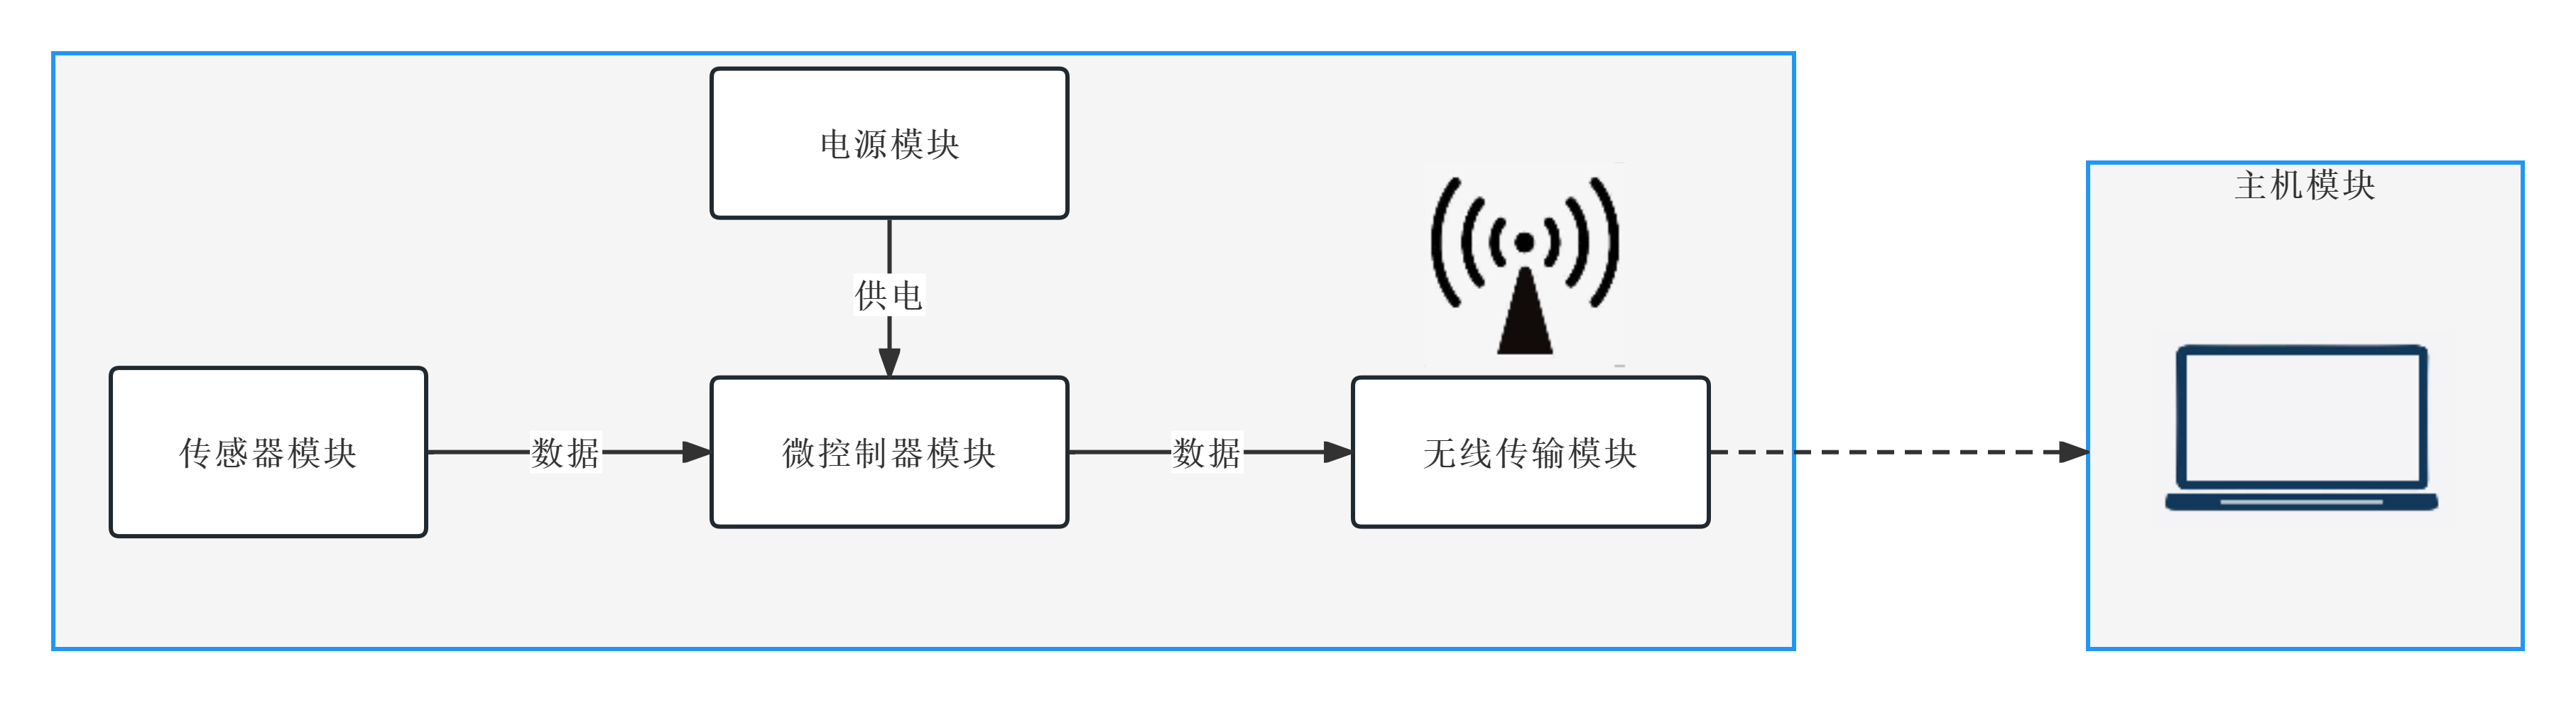 电源模块
主机模块
供电
传感器模块
数据
微控制器模块
数据
无线传输模块